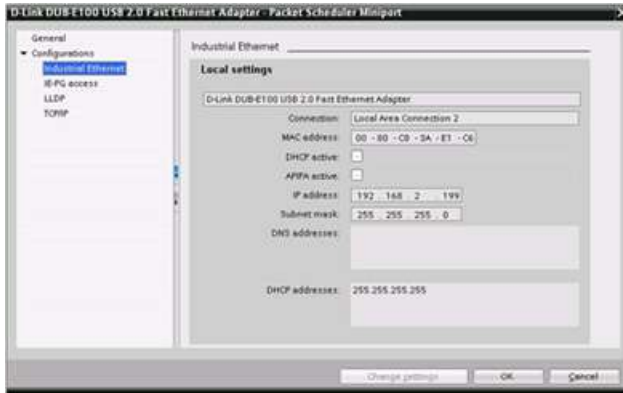 D-Link DUB-E100 USB 2.0 Fast Ethernet Adapter - Packet Scheduler Miniport
General
Configurations
Industrial Ethernet
IE-PG access
LLDP
TCP/IP
Industrial Ethernet
Local settings
D-Link DUB-E100 USB 2.0 Fast Ethernet Adapter
Connection: Local Area Connection 2
MAC address: 00 - 80 - C8 - 3A - E1 - C6
DHCP active:
APIPA active:
IP address: 192 . 168 . 2 . 199
Subnet mask: 255 . 255 . 255 . 0
DNS addresses:
DHCP addresses: 255.255.255.255
Change settings
OK
Cancel